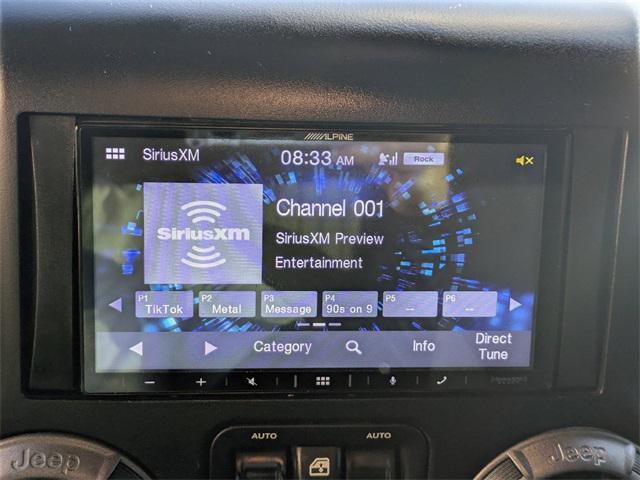 ALPINE
SiriusXM 08:33 AM Rock
SiriusXM
Channel 001
SiriusXM Preview
Entertainment
P1 P2 P3 P4 P5 P6
TikTok Metal Message 90s on 9 -- --
Category Info Direct
Tune
SiriusXM
AUTO AUTO
Jeep Jeep